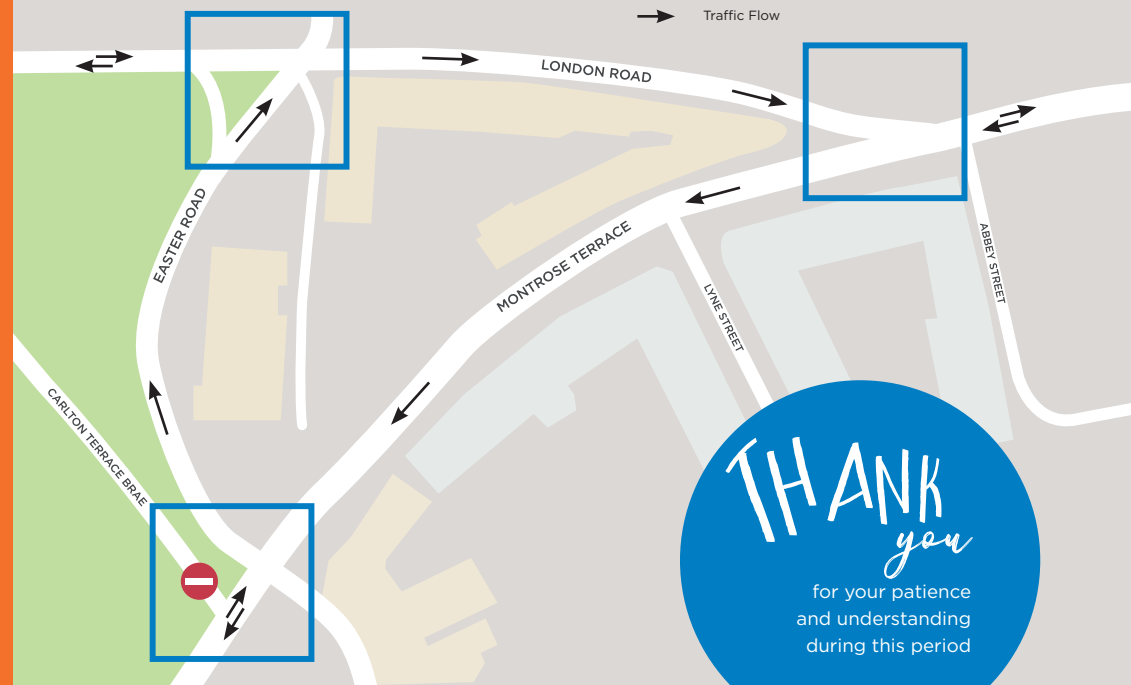 Traffic Flow
LONDON ROAD
EASTER ROAD
MONTROSE TERRACE
ABBEY STREET
LYNE STREET
CARLTON TERRACE BRAE
THANK
you
for your patience
and understanding
during this period